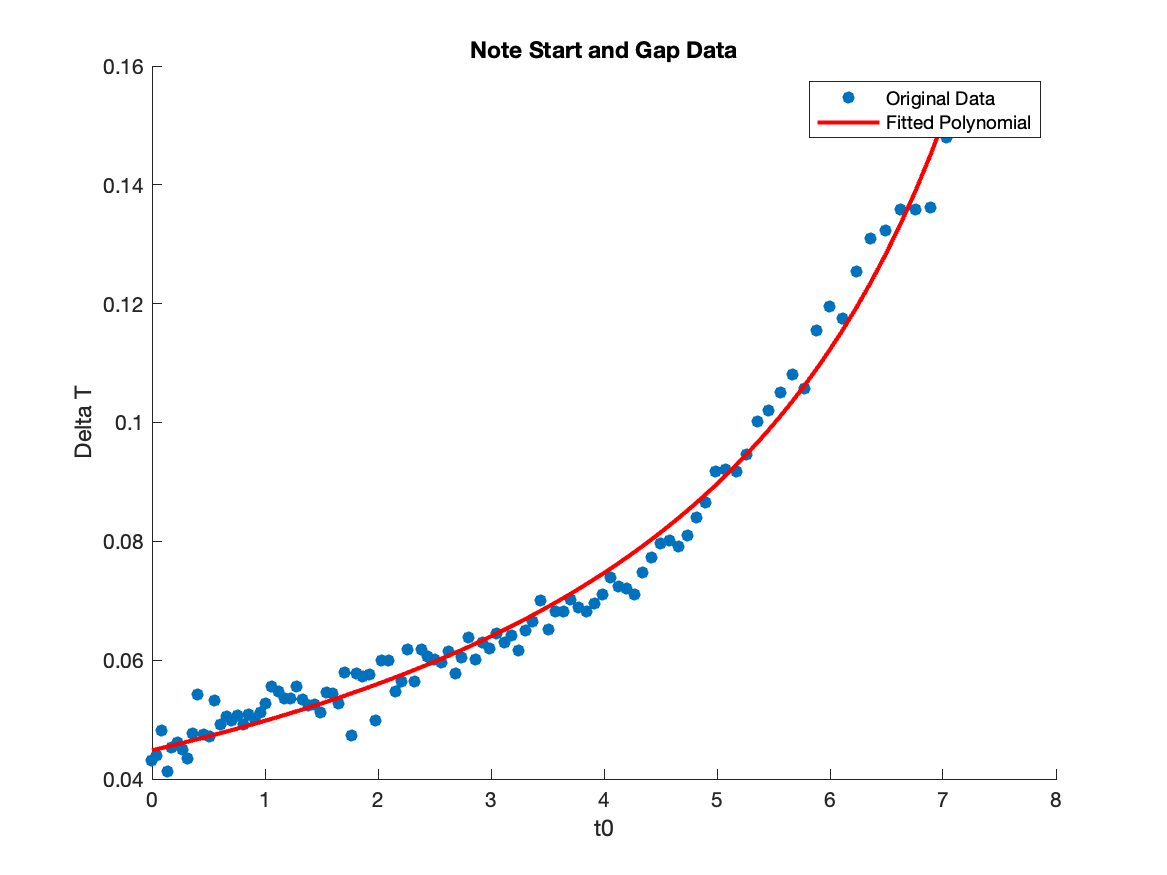 Note Start and Gap Data
0.16
0.14
0.12
0.1
0.08
0.06
0.04
Delta T
Original Data
Fitted Polynomial
0 1 2 3 4 5 6 7 8
t0